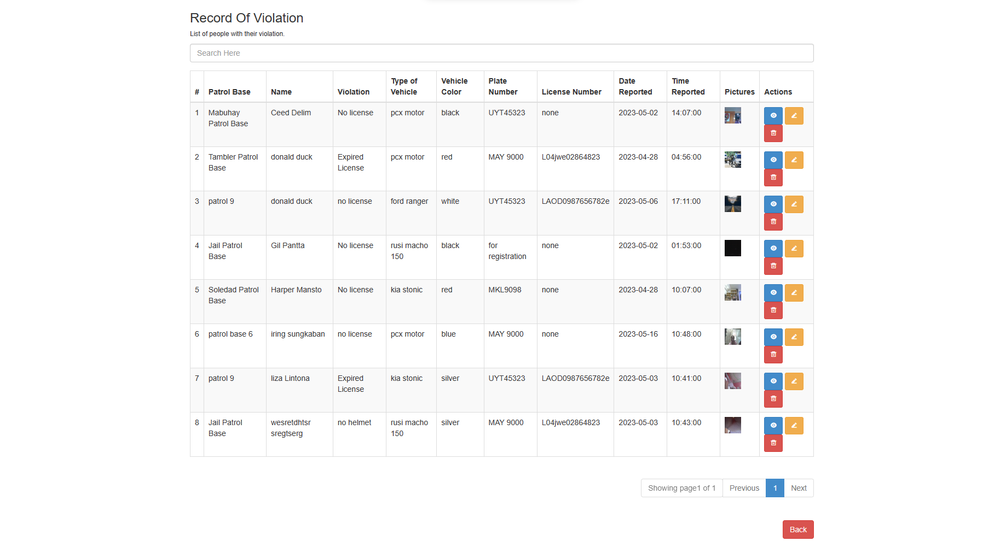 Record Of Violation
List of people with their violation.
Search Here
# Patrol Base Name Violation Type of Vehicle Vehicle Color Plate Number License Number Date Reported Time Reported Pictures Actions
1 Mabuhay Patrol Base Ceed Delim No license pcx motor black UYT45323 none 2023-05-02 14:07:00
2 Tambler Patrol Base donald duck Expired License pcx motor red MAY 9000 L04jwe02864823 2023-04-28 04:56:00
3 patrol 9 donald duck no license ford ranger white UYT45323 LAOD0987656782e 2023-05-06 17:11:00
4 Jail Patrol Base Gil Pantta No license rusi macho 150 black for registration none 2023-05-02 01:53:00
5 Soledad Patrol Base Harper Mansto No license kia stonic red MKL9098 none 2023-04-28 10:07:00
6 patrol base 6 iring sungkaban no license pcx motor blue MAY 9000 none 2023-05-16 10:48:00
7 patrol 9 liza Lintona Expired License kia stonic silver UYT45323 LAOD0987656782e 2023-05-03 10:41:00
8 Jail Patrol Base wesretdhtsr sregtserg no helmet rusi macho 150 silver MAY 9000 L04jwe02864823 2023-05-03 10:43:00
Showing page1 of 1 Previous 1 Next
Back